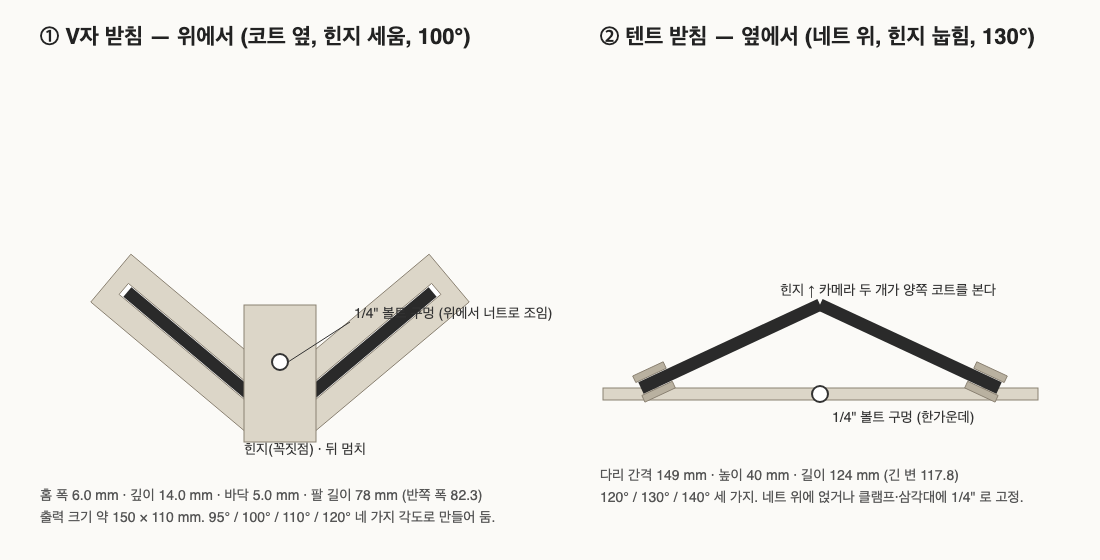 ① V자 받침 — 위에서 (코트 옆, 힌지 세움, 100°)
② 텐트 받침 — 옆에서 (네트 위, 힌지 눕힘, 130°)
힌지 ↑ 카메라 두 개가 양쪽 코트를 본다
1/4" 볼트 구멍 (위에서 너트로 조임)
1/4" 볼트 구멍 (한가운데)
힌지(꼭짓점) · 뒤 멈치
홈 폭 6.0 mm · 깊이 14.0 mm · 바닥 5.0 mm · 팔 길이 78 mm (반쪽 폭 82.3)
출력 크기 약 150 × 110 mm. 95° / 100° / 110° / 120° 네 가지 각도로 만들어 둠.
다리 간격 149 mm · 높이 40 mm · 길이 124 mm (긴 변 117.8)
120° / 130° / 140° 세 가지. 네트 위에 얹거나 클램프·삼각대에 1/4" 로 고정.